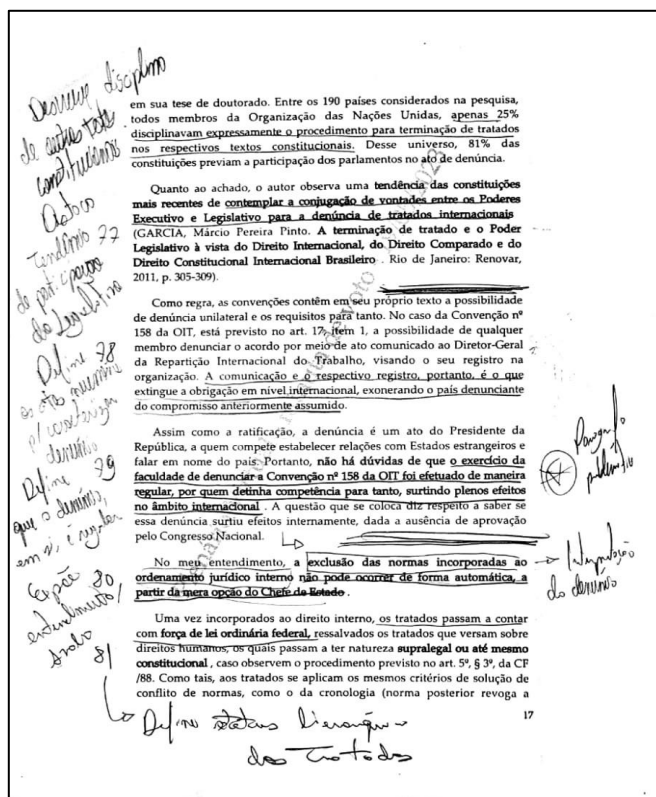 em sua tese de doutorado. Entre os 190 países considerados na pesquisa,
todos membros da Organização das Nações Unidas, apenas 25%
disciplinavam expressamente o procedimento para terminação de tratados
nos respectivos textos constitucionais. Desse universo, 81% das
constituições previam a participação dos parlamentos no ato de denúncia.
Quanto ao achado, o autor observa uma tendência das constituições
mais recentes de contemplar a conjugação de vontades entre os Poderes
Executivo e Legislativo para a denúncia de tratados internacionais
(GARCIA, Márcio Pereira Pinto. A terminação de tratado e o Poder
Legislativo à vista do Direito Internacional, do Direito Comparado e do
Direito Constitucional Internacional Brasileiro . Rio de Janeiro: Renovar,
2011, p. 305-309).
Como regra, as convenções contêm em seu próprio texto a possibilidade
de denúncia unilateral e os requisitos para tanto. No caso da Convenção nº
158 da OIT, está previsto no art. 17, item 1, a possibilidade de qualquer
membro denunciar o acordo por meio de ato comunicado ao Diretor-Geral
da Repartição Internacional do Trabalho, visando o seu registro na
organização. A comunicação e o respectivo registro, portanto, é o que
extingue a obrigação em nível internacional, exonerando o país denunciante
do compromisso anteriormente assumido.
Assim como a ratificação, a denúncia é um ato do Presidente da
República, a quem compete estabelecer relações com Estados estrangeiros e
falar em nome do país. Portanto, não há dúvidas de que o exercício da
faculdade de denunciar a Convenção nº 158 da OIT foi efetuado de maneira
regular, por quem detinha competência para tanto, surtindo plenos efeitos
no âmbito internacional . A questão que se coloca diz respeito a saber se
essa denúncia surtiu efeitos internamente, dada a ausência de aprovação
pelo Congresso Nacional.
No meu entendimento, a exclusão das normas incorporadas ao
ordenamento jurídico interno não pode ocorrer de forma automática, a
partir da mera opção do Chefe de Estado .
Uma vez incorporados ao direito interno, os tratados passam a contar
com força de lei ordinária federal, ressalvados os tratados que versam sobre
direitos humanos, os quais passam a ter natureza supralegal ou até mesmo
constitucional , caso observem o procedimento previsto no art. 5º, § 3º, da CF
/88. Como tais, aos tratados se aplicam os mesmos critérios de solução de
conflito de normas, como o da cronologia (norma posterior revoga a
17
de outros textos
77
do Legislativo
Define 78
denúncia
Define 79
que a denúncia,
em si, é regular
80
entendimento/
81
Parágrafo
da denúncia
Define status hierárqui-
dos Tratados